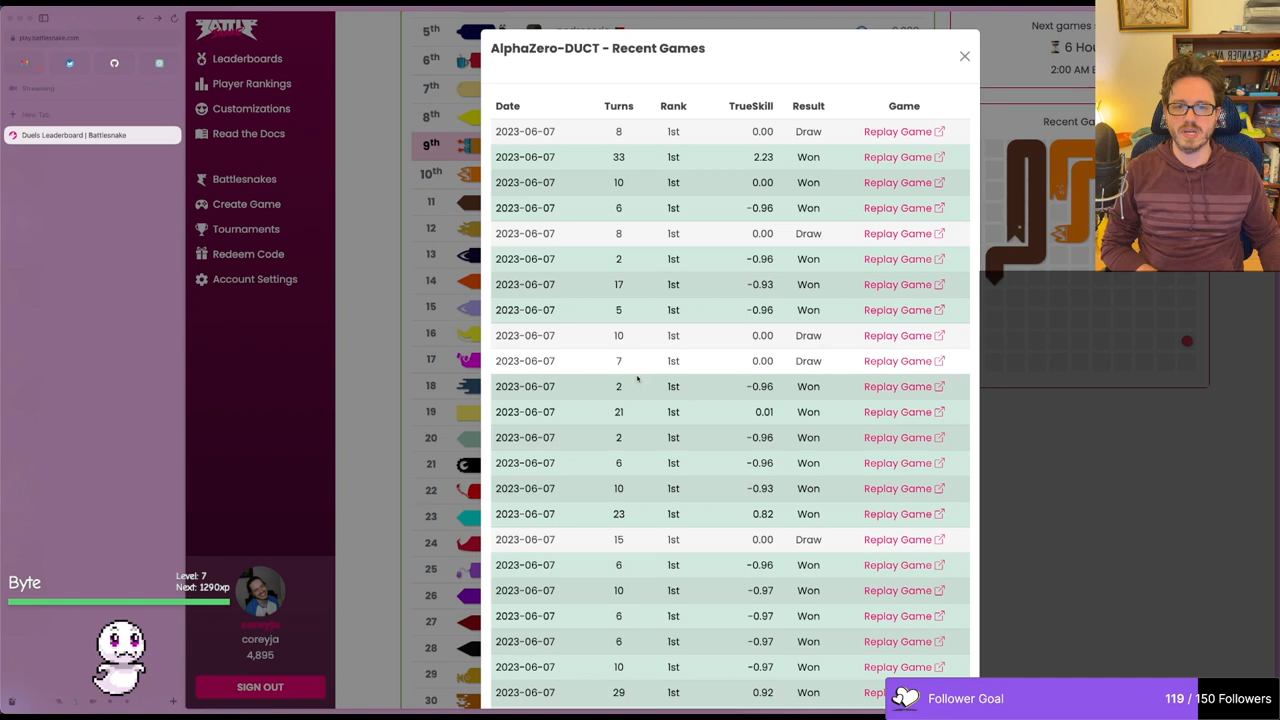 play.battlesnake.com
Streaming
New Tab
Duels Leaderboard | Battlesnake
BATTLE
Leaderboards
Player Rankings
Customizations
Read the Docs
Battlesnakes
Create Game
Tournaments
Redeem Code
Account Settings
coreyja
coreyja
4,895
SIGN OUT
Byte
Level: 7
Next: 1290xp
5th
6th
7th
8th
9th
10th
11
12
13
14
15
16
17
18
19
20
21
22
23
24
25
26
27
28
29
30
AlphaZero-DUCT - Recent Games
Date Turns Rank TrueSkill Result Game
2023-06-07 8 1st 0.00 Draw Replay Game
2023-06-07 33 1st 2.23 Won Replay Game
2023-06-07 10 1st 0.00 Won Replay Game
2023-06-07 6 1st -0.96 Won Replay Game
2023-06-07 8 1st 0.00 Draw Replay Game
2023-06-07 2 1st -0.96 Won Replay Game
2023-06-07 17 1st -0.93 Won Replay Game
2023-06-07 5 1st -0.96 Won Replay Game
2023-06-07 10 1st 0.00 Draw Replay Game
2023-06-07 7 1st 0.00 Draw Replay Game
2023-06-07 2 1st -0.96 Won Replay Game
2023-06-07 21 1st 0.01 Won Replay Game
2023-06-07 2 1st -0.96 Won Replay Game
2023-06-07 6 1st -0.96 Won Replay Game
2023-06-07 10 1st -0.93 Won Replay Game
2023-06-07 23 1st 0.82 Won Replay Game
2023-06-07 15 1st 0.00 Draw Replay Game
2023-06-07 6 1st -0.96 Won Replay Game
2023-06-07 10 1st -0.97 Won Replay Game
2023-06-07 6 1st -0.97 Won Replay Game
2023-06-07 6 1st -0.97 Won Replay Game
2023-06-07 10 1st -0.97 Won Replay Game
2023-06-07 29 1st 0.92 Won
Next games
6 Hou
2:00 AM
Recent Ga
Follower Goal 119 / 150 Followers